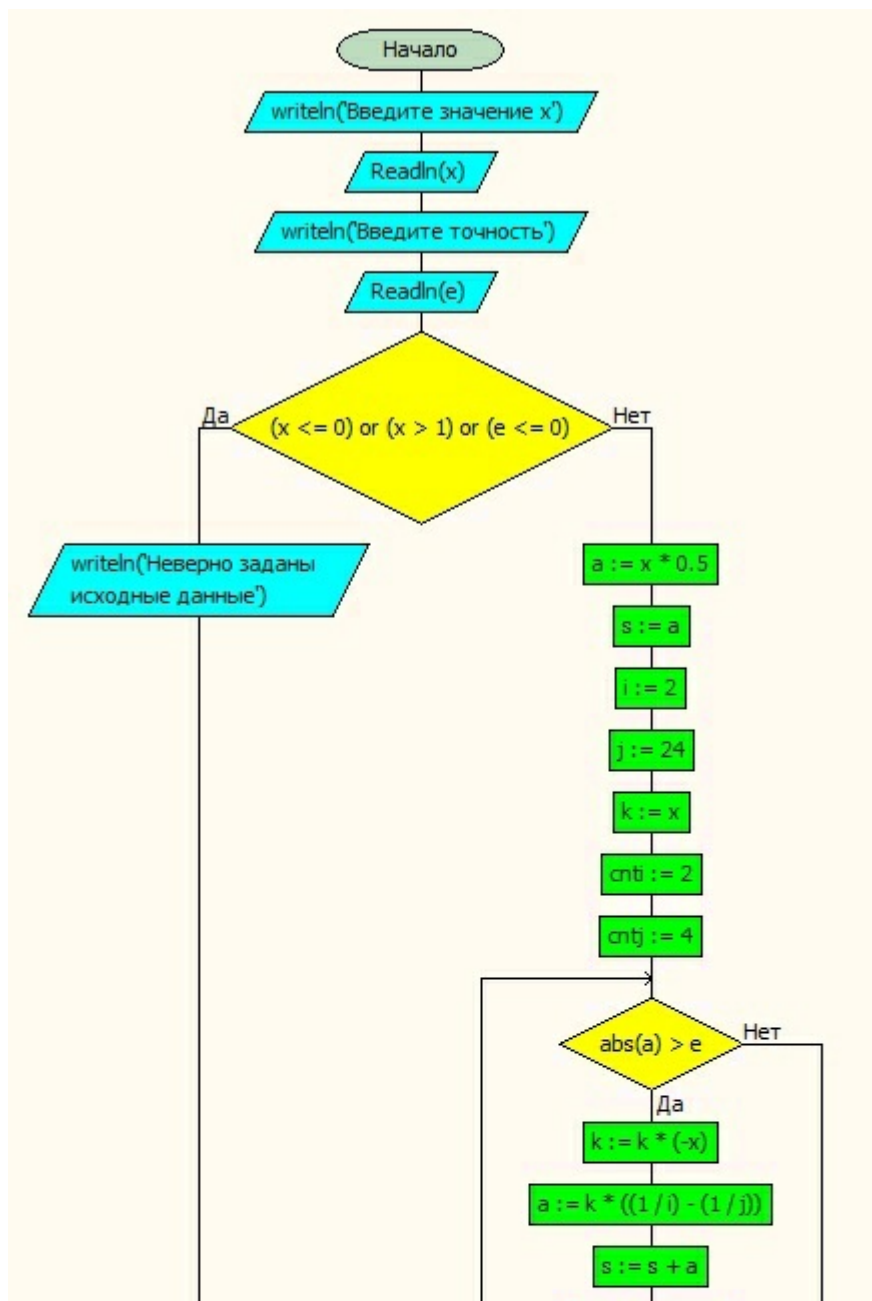 Начало
writeln('Введите значение x')
Readln(x)
writeln('Введите точность')
Readln(e)
Да
(x <= 0) or (x > 1) or (e <= 0)
Нет
writeln('Неверно заданы
исходные данные')
a := x * 0.5
s := a
i := 2
j := 24
k := x
cnti := 2
cntj := 4
abs(a) > e
Нет
Да
k := k * (-x)
a := k * ((1 / i) - (1 / j))
s := s + a